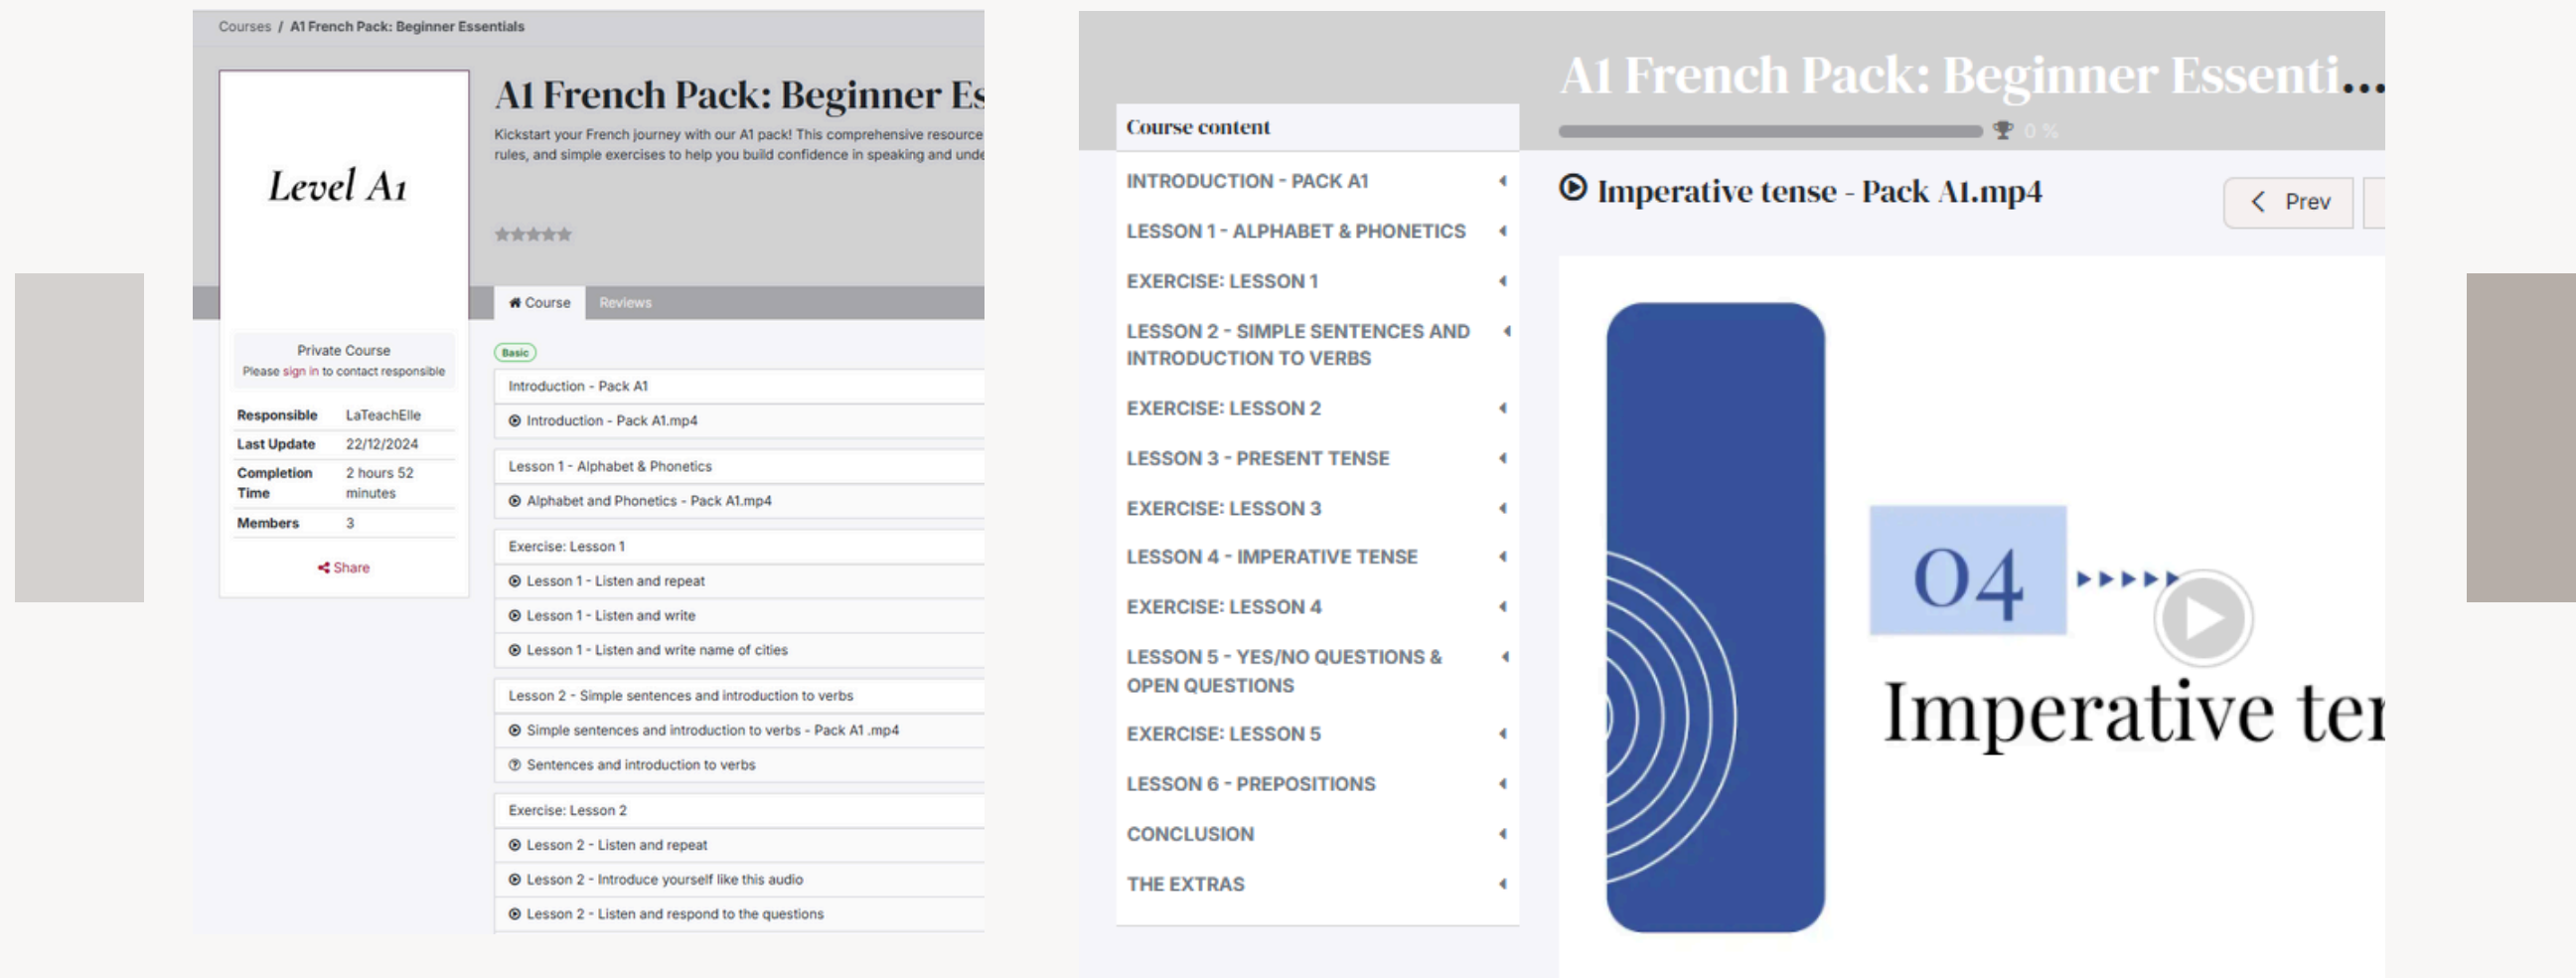 Courses / A1 French Pack: Beginner Essentials
Level A1
A1 French Pack: Beginner Es
Kickstart your French journey with our A1 pack! This comprehensive resource
rules, and simple exercises to help you build confidence in speaking and unde
Course
Reviews
Private Course
Please sign in to contact responsible
Responsible LaTeachElle
Last Update 22/12/2024
Completion Time 2 hours 52 minutes
Members 3
Share
Basic
Introduction - Pack A1
Introduction - Pack A1.mp4
Lesson 1 - Alphabet & Phonetics
Alphabet and Phonetics - Pack A1.mp4
Exercise: Lesson 1
Lesson 1 - Listen and repeat
Lesson 1 - Listen and write
Lesson 1 - Listen and write name of cities
Lesson 2 - Simple sentences and introduction to verbs
Simple sentences and introduction to verbs - Pack A1 .mp4
Sentences and introduction to verbs
Exercise: Lesson 2
Lesson 2 - Listen and repeat
Lesson 2 - Introduce yourself like this audio
Lesson 2 - Listen and respond to the questions
A1 French Pack: Beginner Essenti...
0 %
Course content
INTRODUCTION - PACK A1
LESSON 1 - ALPHABET & PHONETICS
EXERCISE: LESSON 1
LESSON 2 - SIMPLE SENTENCES AND
INTRODUCTION TO VERBS
EXERCISE: LESSON 2
LESSON 3 - PRESENT TENSE
EXERCISE: LESSON 3
LESSON 4 - IMPERATIVE TENSE
EXERCISE: LESSON 4
LESSON 5 - YES/NO QUESTIONS &
OPEN QUESTIONS
EXERCISE: LESSON 5
LESSON 6 - PREPOSITIONS
CONCLUSION
THE EXTRAS
Imperative tense - Pack A1.mp4
Prev
04
Imperative ter